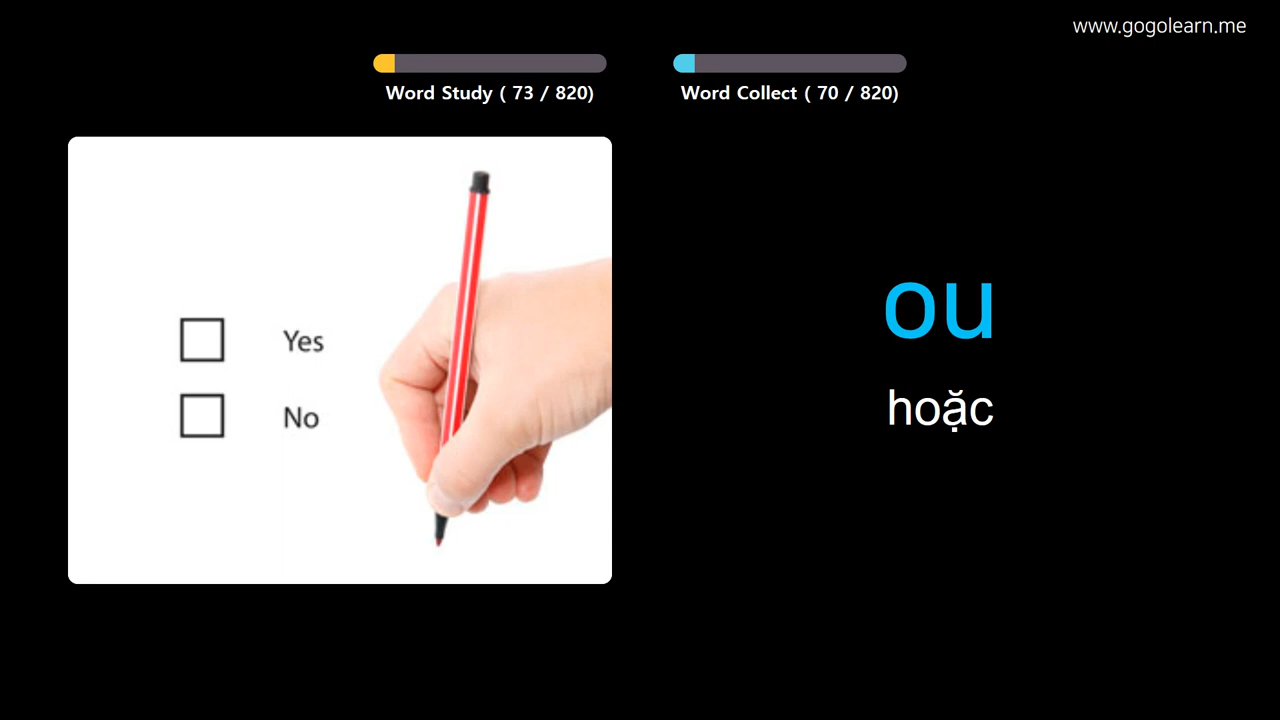 www.gogolearn.me
Word Study ( 73 / 820)
Word Collect ( 70 / 820)
Yes
No
ou
hoặc